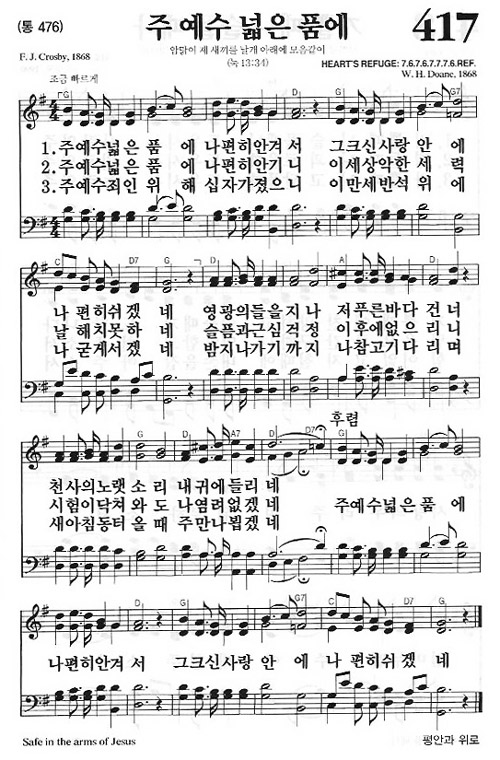 (통 476)
주 예수 넓은 품에
417
암탉이 제 새끼를 날개 아래에 모음같이
(눅 13:34)
F. J. Crosby, 1868
HEART'S REFUGE: 7.6.7.6.7.7.7.6.REF.
W. H. Doane, 1868
조금 빠르게
G C G D7 G G7
1.주예수넓은 품 에 나편히안겨 서 그크신사랑 안 에
2.주예수넓은 품 에 나편히안기 니 이세상악한 세 력
3.주예수죄인 위 해 십자가졌으 니 이만세반석 위 에
C D7 G D A D
나 편히쉬겠 네 영광의들을지 나 저푸른바다 건 너
날 해치못하 네 슬픔과근심걱 정 이후에없으 리 니
나 굳게서겠 네 밤지나가기까 지 나참고기다 리 며
G D A7 D D7
후렴
천사의노랫 소 리 내귀에들리 네
시험이닥쳐 와 도 나염려없겠 네 주예수넓은 품 에
새아침동터 올 때 주만나뵙겠 네
D G G7 C D7 G
나편히안겨 서 그크신사랑 안 에 나 편히쉬겠 네
Safe in the arms of Jesus
평안과 위로